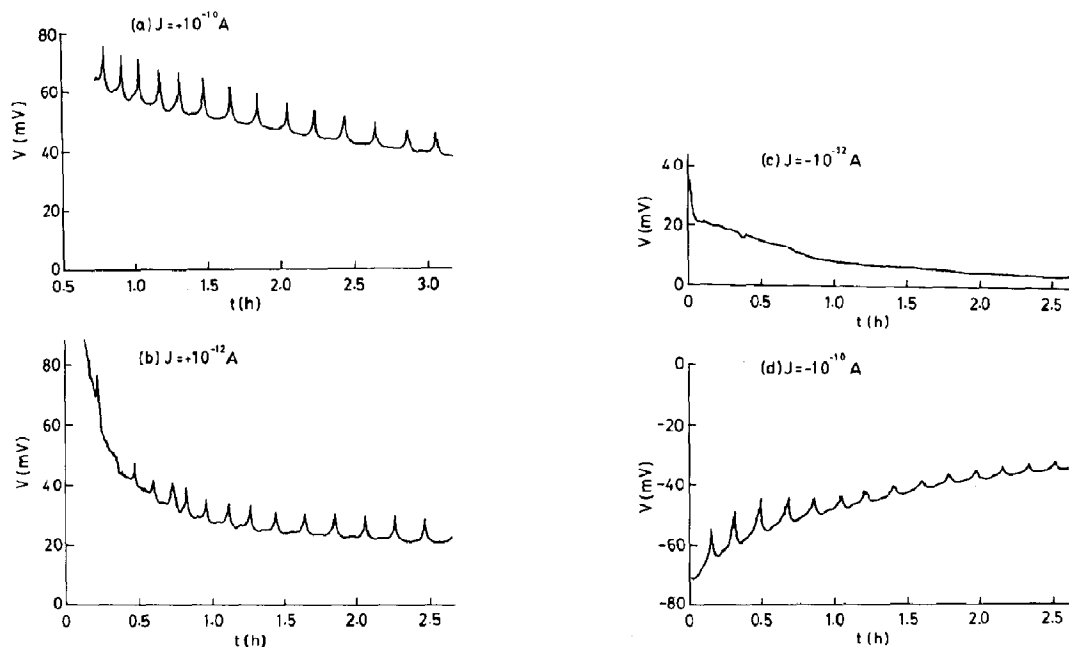 (a) J = +10⁻¹⁰ A
80
60
40
20
0
V (mV)
0.5 1.0 1.5 2.0 2.5 3.0
t (h)
(b) J = +10⁻¹² A
80
60
40
20
0
V (mV)
0 0.5 1.0 1.5 2.0 2.5
t (h)
(c) J = -10⁻¹² A
40
20
0
V (mV)
0 0.5 1.0 1.5 2.0 2.5
t (h)
(d) J = -10⁻¹⁰ A
0
-20
-40
-60
-80
V (mV)
0 0.5 1.0 1.5 2.0 2.5
t (h)